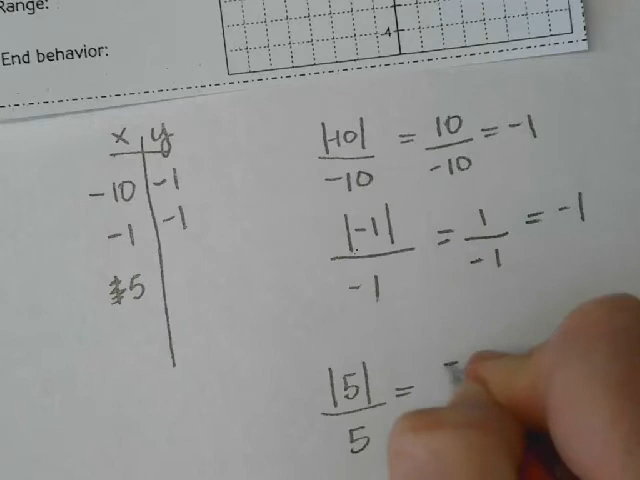 Range:
End behavior:
-4
x y
-10 -1
-1 -1
5
|-10| / -10 = 10 / -10 = -1
|-1| / -1 = 1 / -1 = -1
|5| / 5 =